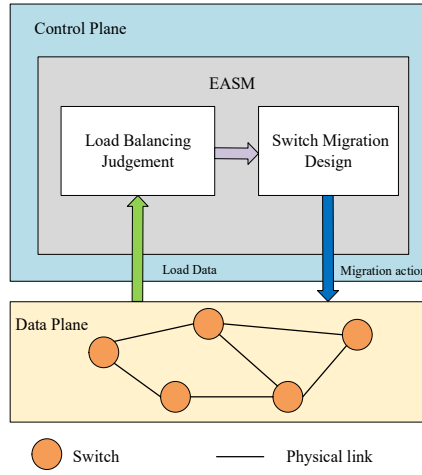 Control Plane
EASM
Load Balancing
Judgement
Switch Migration
Design
Load Data
Migration action
Data Plane
Switch
Physical link